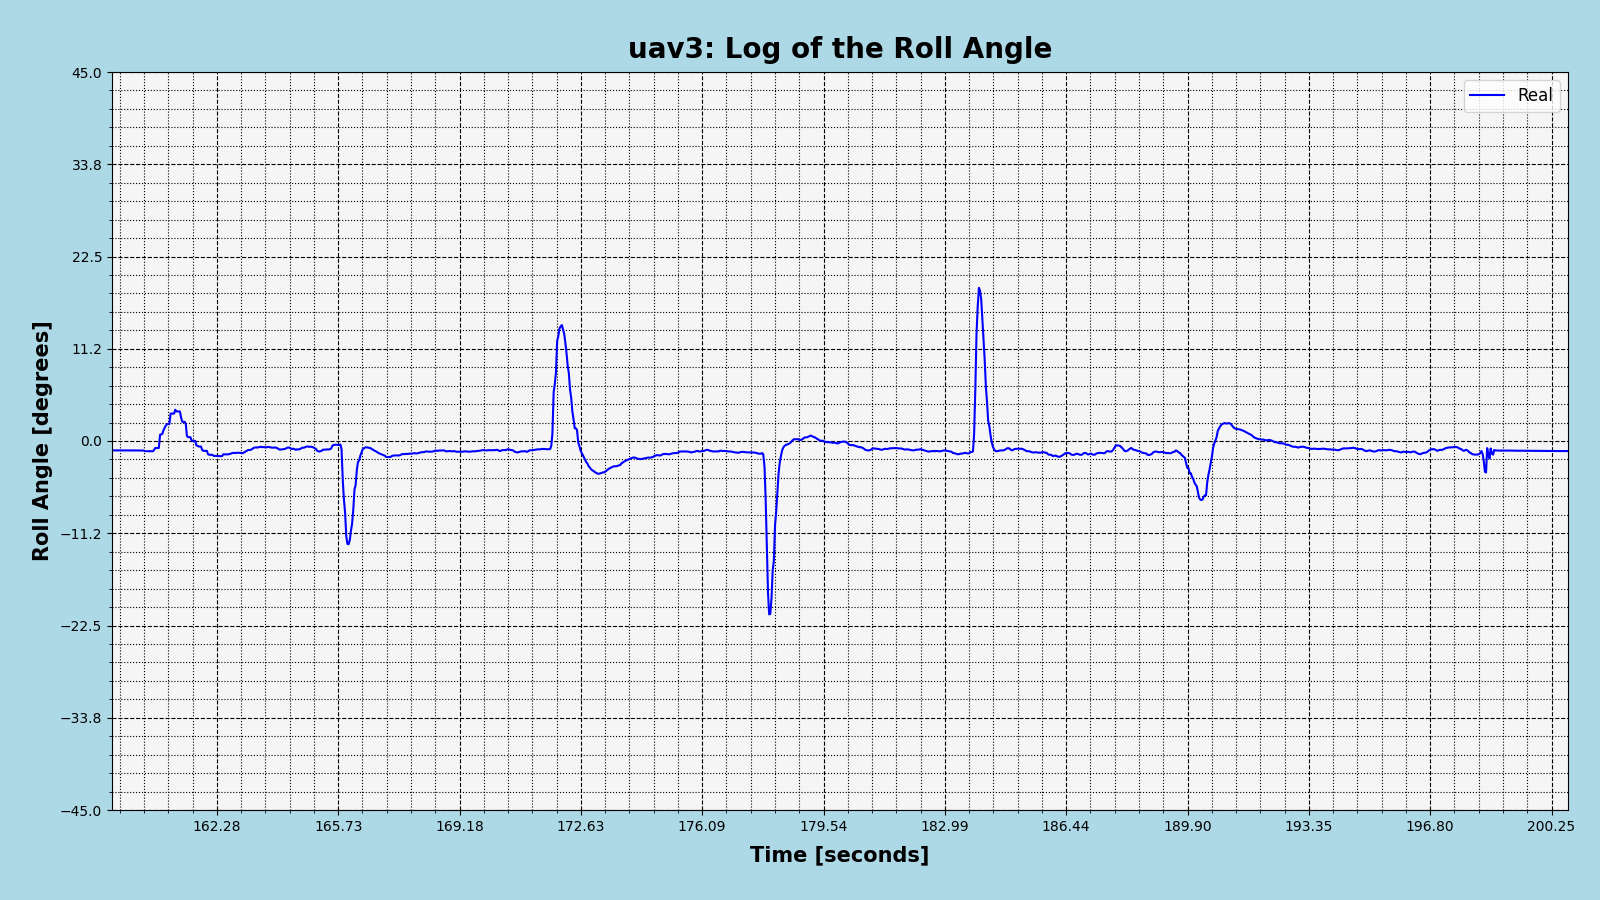 uav3: Log of the Roll Angle
Real
Roll Angle [degrees]
45.0
33.8
22.5
11.2
0.0
−11.2
−22.5
−33.8
−45.0
162.28 165.73 169.18 172.63 176.09 179.54 182.99 186.44 189.90 193.35 196.80 200.25
Time [seconds]